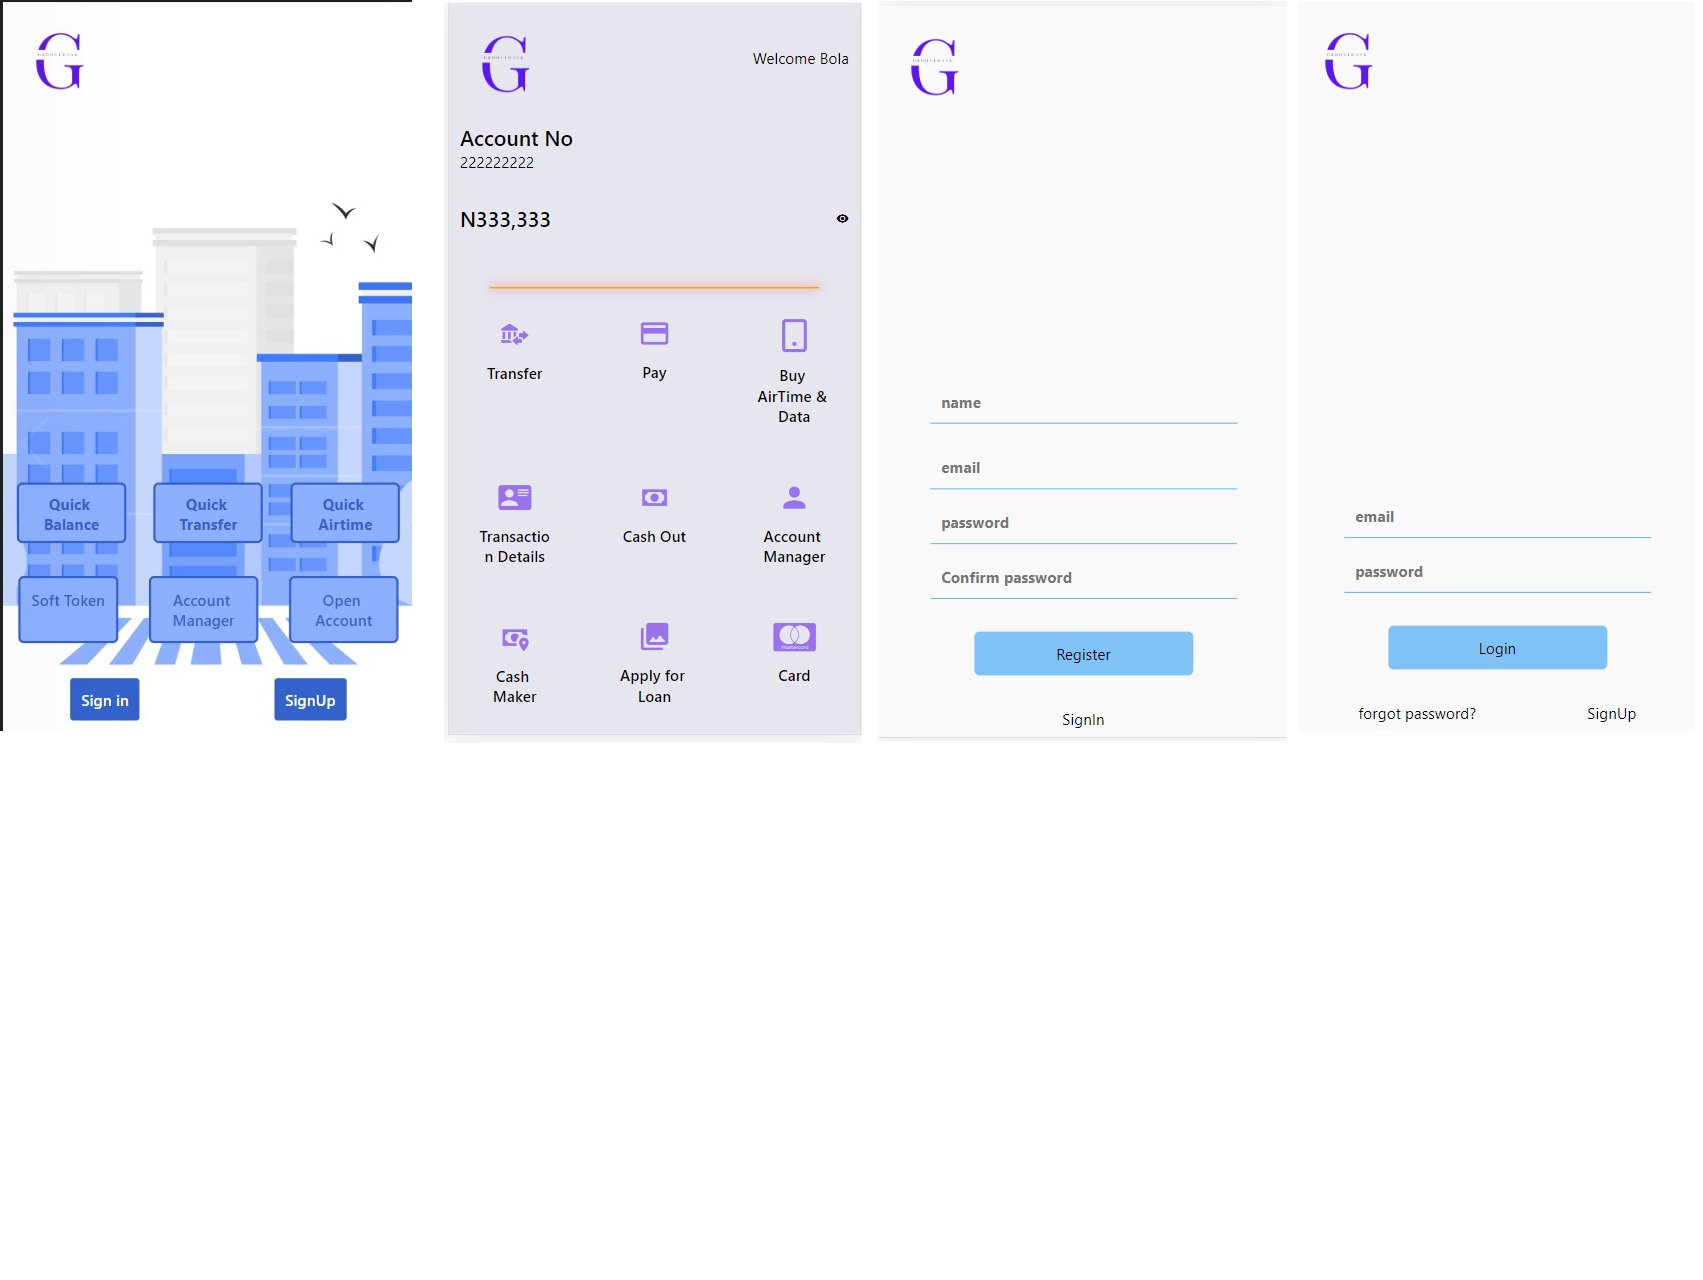 G
Quick
Balance
Quick
Transfer
Quick
Airtime
Soft Token
Account
Manager
Open
Account
Sign in
SignUp
G
Welcome Bola
Account No
222222222
N333,333
Transfer
Pay
Buy
AirTime &
Data
Transactio
n Details
Cash Out
Account
Manager
Cash
Maker
Apply for
Loan
mastercard
Card
G
name
email
password
Confirm password
Register
SignIn
G
email
password
Login
forgot password?
SignUp